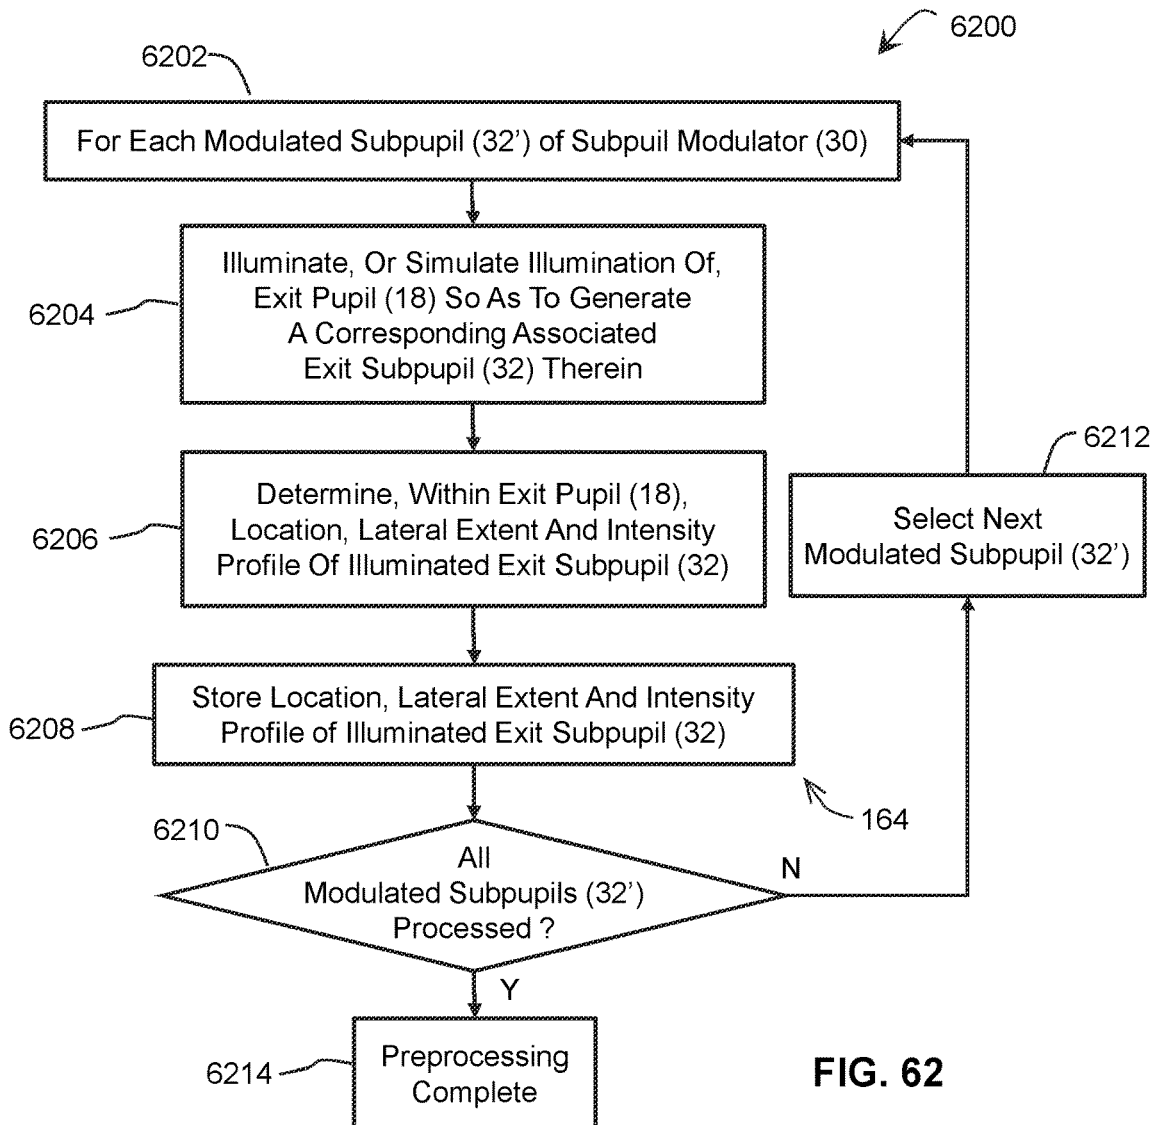 6200
6202
For Each Modulated Subpupil (32') of Subpuil Modulator (30)
Illuminate, Or Simulate Illumination Of,
Exit Pupil (18) So As To Generate
A Corresponding Associated
Exit Subpupil (32) Therein
6204
Determine, Within Exit Pupil (18),
Location, Lateral Extent And Intensity
Profile Of Illuminated Exit Subpupil (32)
6206
6212
Select Next
Modulated Subpupil (32')
Store Location, Lateral Extent And Intensity
Profile of Illuminated Exit Subpupil (32)
6208
164
6210
All
Modulated Subpupils (32')
Processed ?
N
Y
Preprocessing
Complete
6214
FIG. 62